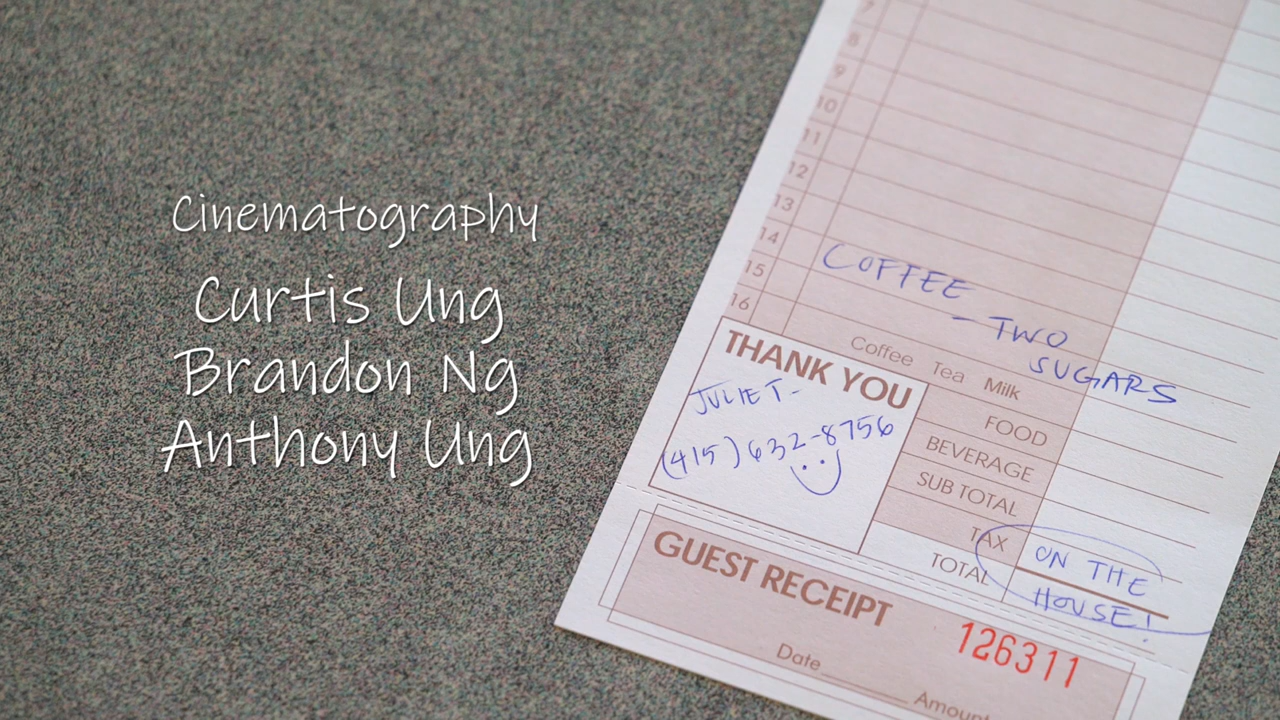 Cinematography
Curtis Ung
Brandon Ng
Anthony Ung
7
8
9
10
11
12
13
14
15
16
COFFEE
- TWO
SUGARS
Coffee Tea Milk
THANK YOU
JULIET-
(415) 632-8756
FOOD
BEVERAGE
SUB TOTAL
TAX
TOTAL
ON THE
HOUSE!
GUEST RECEIPT
126311
Date
Amount